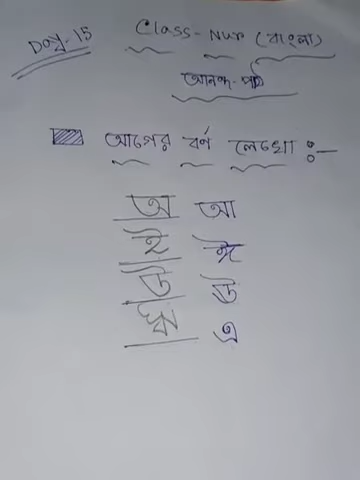 Day-15
Class- Nur (বাংলা)
আনন্দ-পাঠ
আগের বর্ণ লেখো :-
অ আ
ই ঈ
উ ঊ
ঋ এ